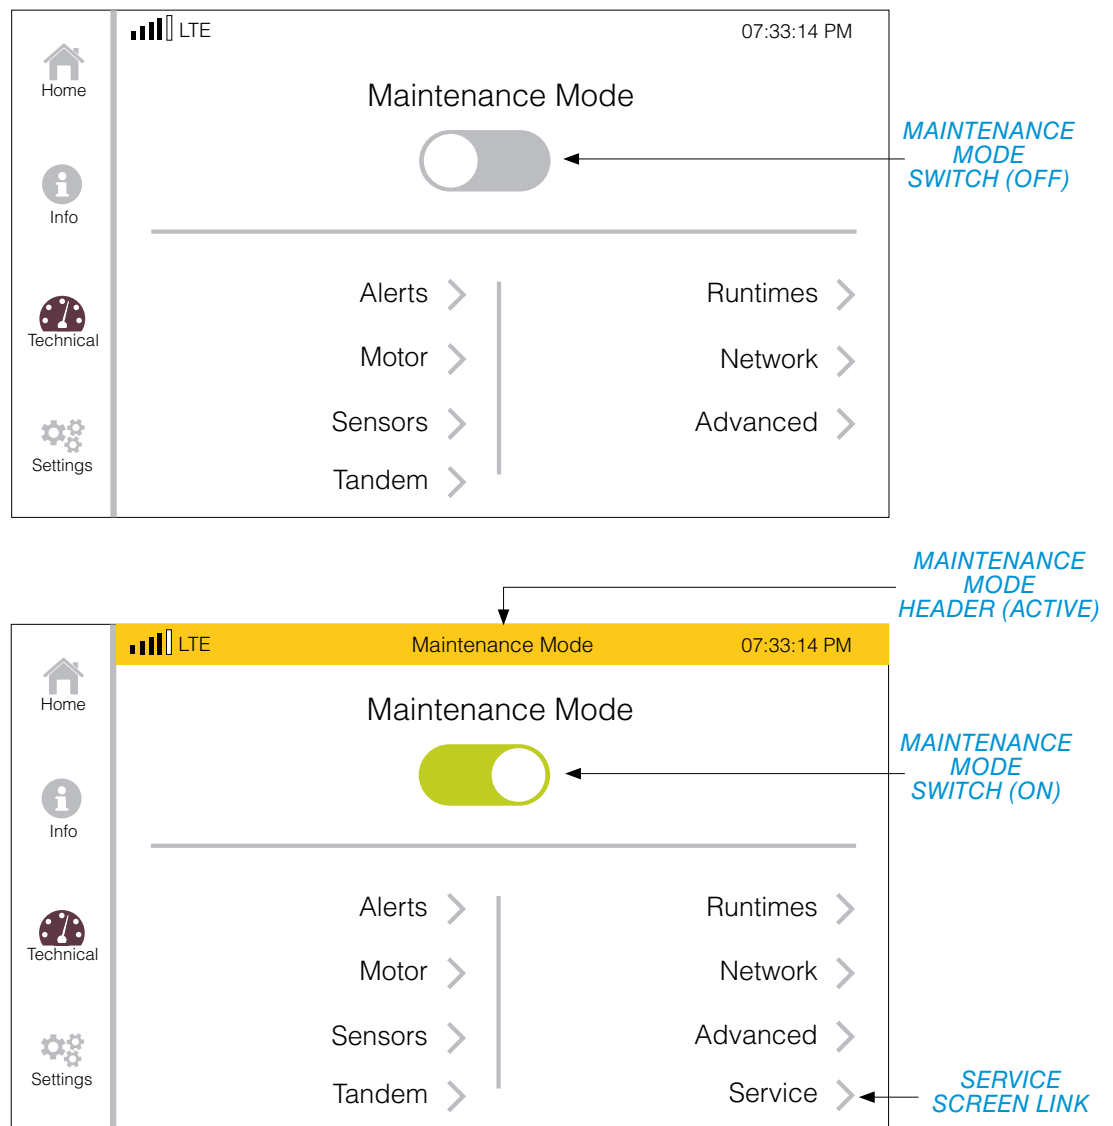 LTE
07:33:14 PM
Home
Maintenance Mode
MAINTENANCE
MODE
SWITCH (OFF)
Info
Alerts
Runtimes
Technical
Motor
Network
Sensors
Advanced
Settings
Tandem
MAINTENANCE
MODE
HEADER (ACTIVE)
LTE
Maintenance Mode
07:33:14 PM
Home
Maintenance Mode
MAINTENANCE
MODE
SWITCH (ON)
Info
Alerts
Runtimes
Technical
Motor
Network
Sensors
Advanced
Settings
Tandem
Service
SERVICE
SCREEN LINK